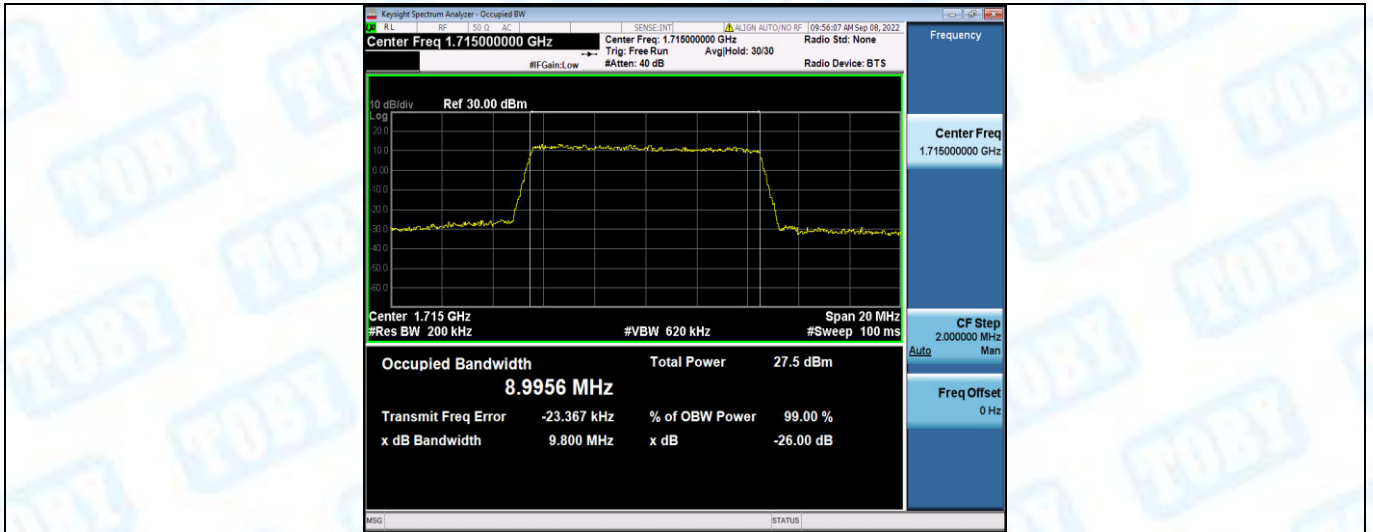 Keysight Spectrum Analyzer - Occupied BW
RL RF 50 Ω AC SENSE:INT ALIGN AUTO/NO RF 09:56:07 AM Sep 08, 2022
Center Freq 1.715000000 GHz
Center Freq: 1.715000000 GHz Radio Std: None
Trig: Free Run Avg|Hold: 30/30
#IFGain:Low #Atten: 40 dB Radio Device: BTS
10 dB/div Ref 30.00 dBm
Log
20.0
10.0
0.00
-10.0
-20.0
-30.0
-40.0
-50.0
-60.0
Center 1.715 GHz Span 20 MHz
#Res BW 200 kHz #VBW 620 kHz #Sweep 100 ms
Occupied Bandwidth Total Power 27.5 dBm
8.9956 MHz
Transmit Freq Error -23.367 kHz % of OBW Power 99.00 %
x dB Bandwidth 9.800 MHz x dB -26.00 dB
MSG STATUS
Frequency
Center Freq
1.715000000 GHz
CF Step
2.000000 MHz
Auto Man
Freq Offset
0 Hz
TOBY